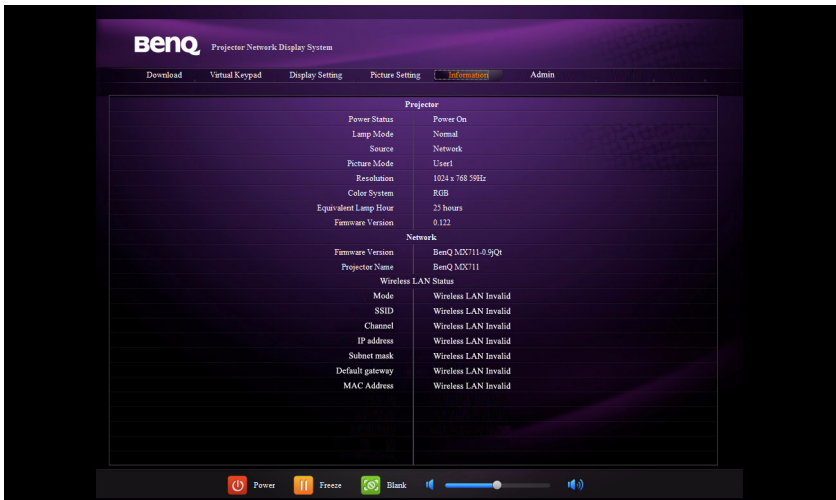 BenQ Projector Network Display System
Download Virtual Keypad Display Setting Picture Setting Information Admin
Projector
Power Status Power On
Lamp Mode Normal
Source Network
Picture Mode User1
Resolution 1024 x 768 59Hz
Color System RGB
Equivalent Lamp Hour 25 hours
Firmware Version 0.122
Network
Firmware Version BenQ MX711-0.9jQt
Projector Name BenQ MX711
Wireless LAN Status
Mode Wireless LAN Invalid
SSID Wireless LAN Invalid
Channel Wireless LAN Invalid
IP address Wireless LAN Invalid
Subnet mask Wireless LAN Invalid
Default gateway Wireless LAN Invalid
MAC Address Wireless LAN Invalid
Power Freeze Blank